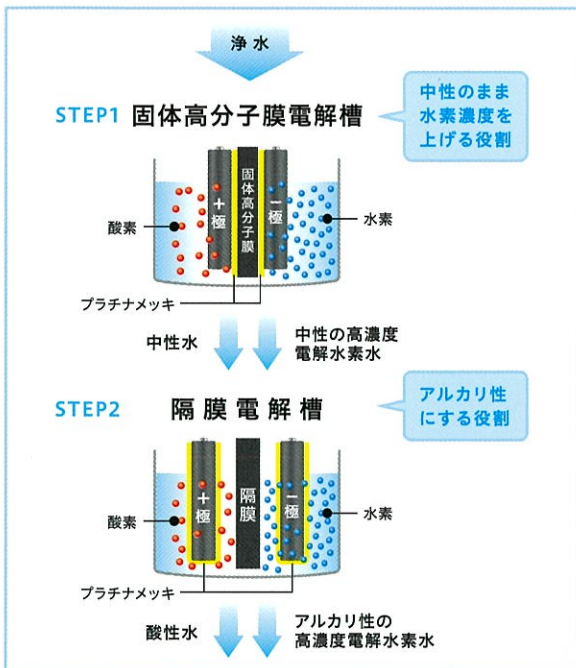 浄水
STEP1 固体高分子膜電解槽
中性のまま
水素濃度を
上げる役割
酸素
＋極
固体高分子膜
－極
水素
プラチナメッキ
中性水
中性の高濃度
電解水素水
STEP2 隔膜電解槽
アルカリ性
にする役割
酸素
＋極
隔膜
－極
水素
プラチナメッキ
酸性水
アルカリ性の
高濃度電解水素水